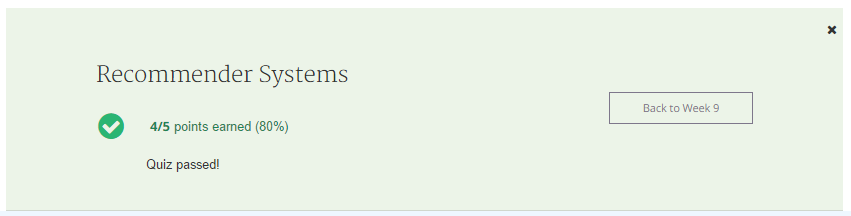 Recommender Systems
4/5 points earned (80%)
Quiz passed!
Back to Week 9